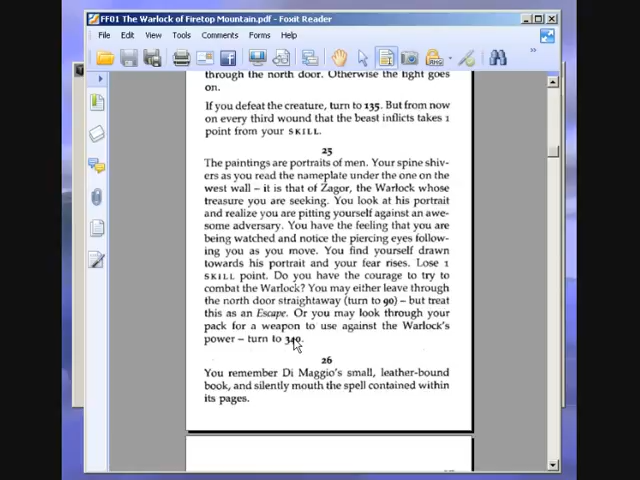 FF01 The Warlock of Firetop Mountain.pdf - Foxit Reader
File Edit View Tools Comments Forms Help
through the north door. Otherwise the fight goes
on.
If you defeat the creature, turn to 135. But from now
on every third wound that the beast inflicts takes 1
point from your SKILL.
25
The paintings are portraits of men. Your spine shiv-
ers as you read the nameplate under the one on the
west wall – it is that of Zagor, the Warlock whose
treasure you are seeking. You look at his portrait
and realize you are pitting yourself against an awe-
some adversary. You have the feeling that you are
being watched and notice the piercing eyes follow-
ing you as you move. You find yourself drawn
towards his portrait and your fear rises. Lose 1
SKILL point. Do you have the courage to try to
combat the Warlock? You may either leave through
the north door straightaway (turn to 90) – but treat
this as an Escape. Or you may look through your
pack for a weapon to use against the Warlock's
power – turn to 340.
26
You remember Di Maggio's small, leather-bound
book, and silently mouth the spell contained within
its pages.